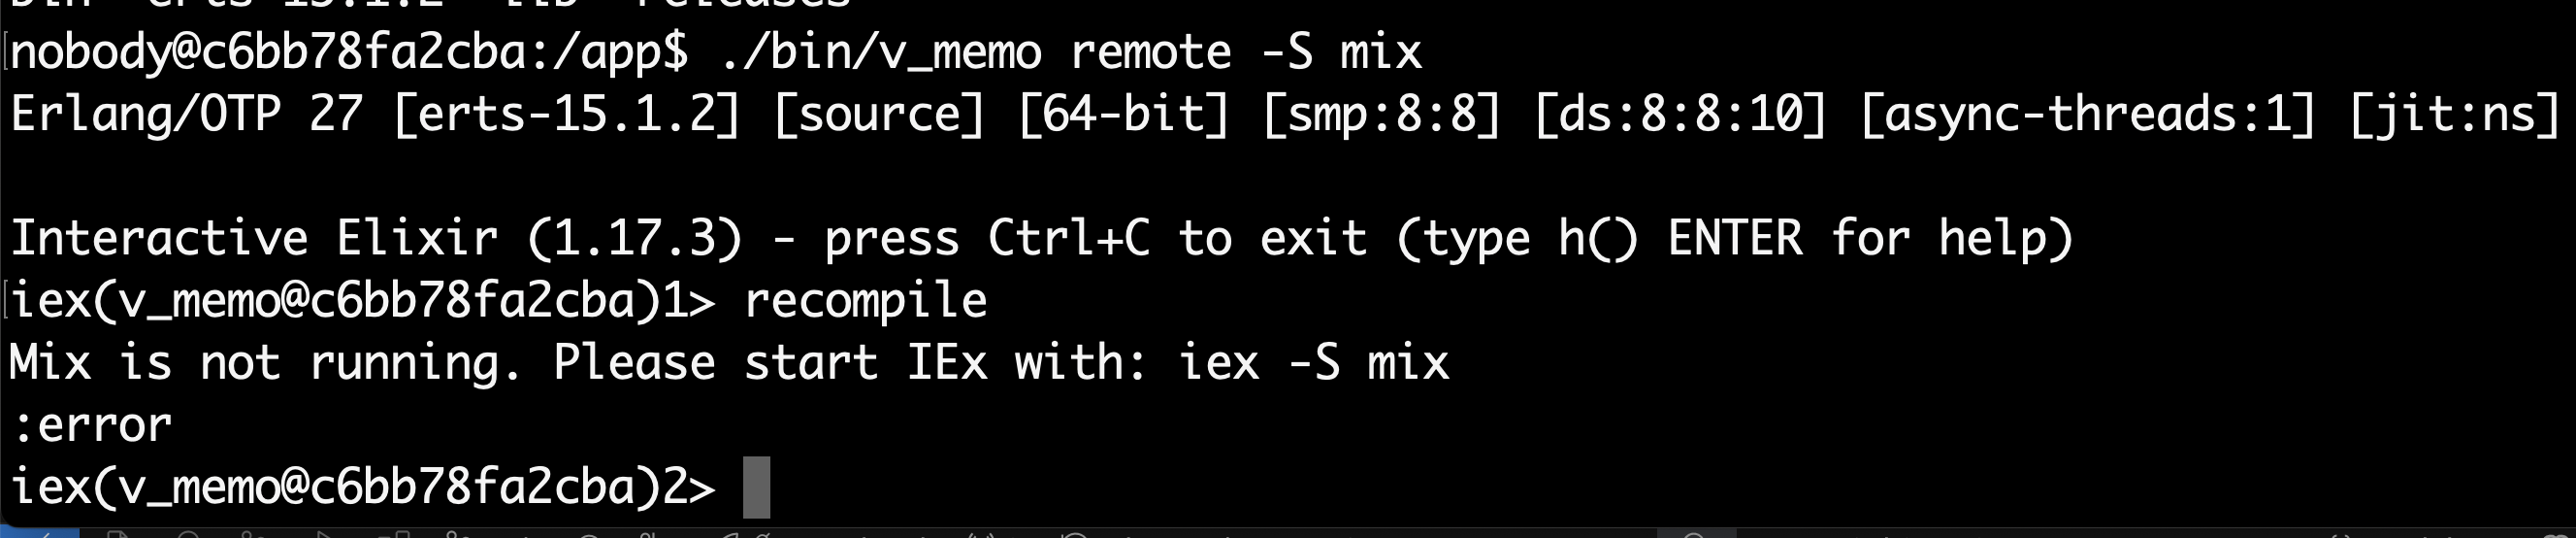 nobody@c6bb78fa2cba:/app$ ./bin/v_memo remote -S mix
Erlang/OTP 27 [erts-15.1.2] [source] [64-bit] [smp:8:8] [ds:8:8:10] [async-threads:1] [jit:ns]
Interactive Elixir (1.17.3) - press Ctrl+C to exit (type h() ENTER for help)
iex(v_memo@c6bb78fa2cba)1> recompile
Mix is not running. Please start IEx with: iex -S mix
:error
iex(v_memo@c6bb78fa2cba)2>